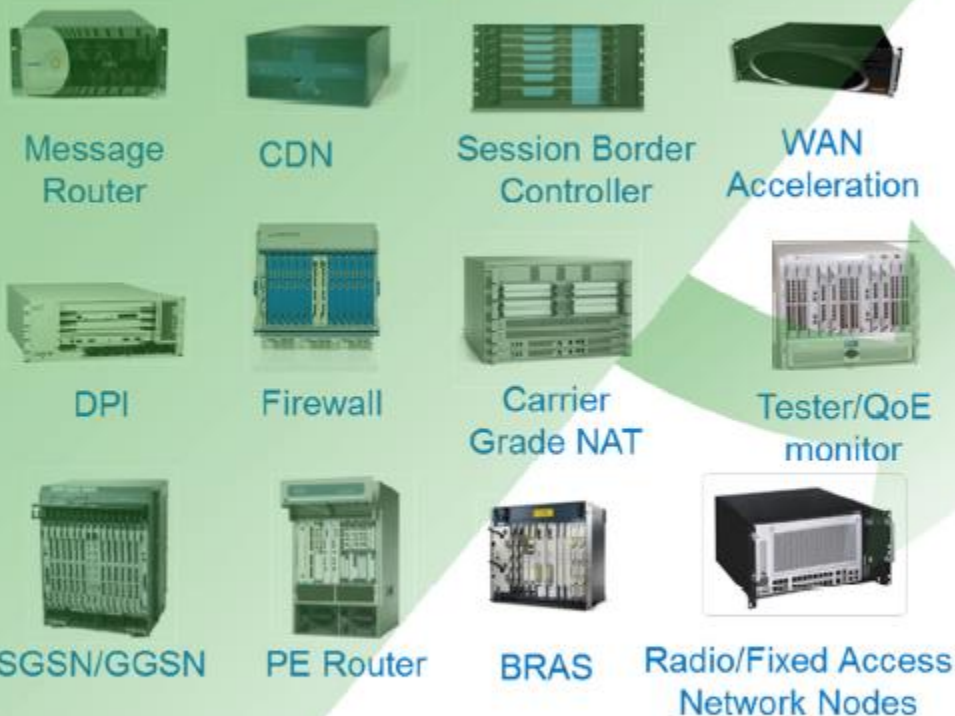 Message
Router
CDN
Session Border
Controller
WAN
Acceleration
DPI
Firewall
Carrier
Grade NAT
Tester/QoE
monitor
SGSN/GGSN
PE Router
BRAS
Radio/Fixed Access
Network Nodes